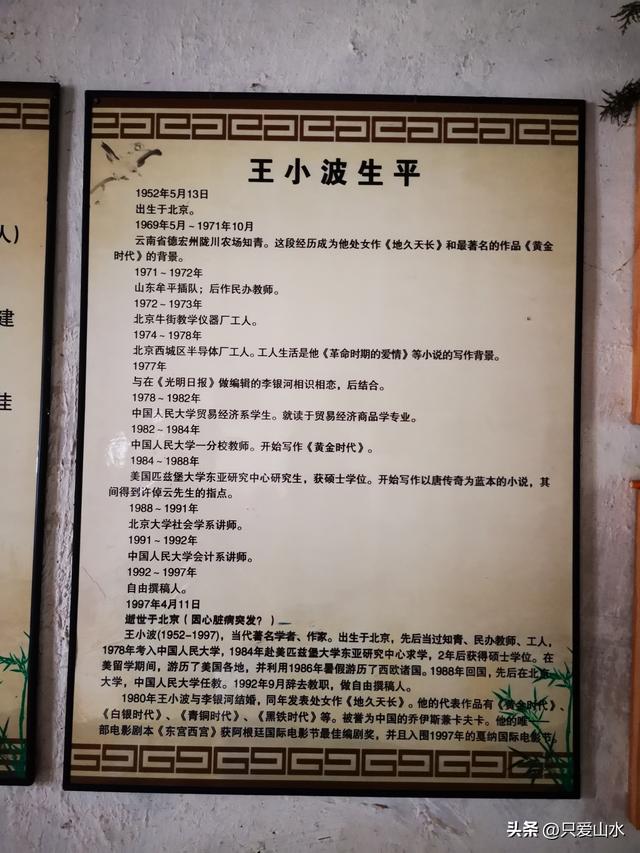 人)
建
佳
王小波生平
1952年5月13日
出生于北京。
1969年5月~1971年10月
云南省德宏州陇川农场知青。这段经历成为他处女作《地久天长》和最著名的作品《黄金
时代》的背景。
1971~1972年
山东牟平插队;后作民办教师。
1972~1973年
北京牛街教学仪器厂工人。
1974~1978年
北京西城区半导体厂工人。工人生活是他《革命时期的爱情》等小说的写作背景。
1977年
与在《光明日报》做编辑的李银河相识相恋,后结合。
1978~1982年
中国人民大学贸易经济系学生。就读于贸易经济商品学专业。
1982~1984年
中国人民大学一分校教师。开始写作《黄金时代》。
1984~1988年
美国匹兹堡大学东亚研究中心研究生,获硕士学位。开始写作以唐传奇为蓝本的小说,其
间得到许倬云先生的指点。
1988~1991年
北京大学社会学系讲师。
1991~1992年
中国人民大学会计系讲师。
1992~1997年
自由撰稿人。
1997年4月11日
逝世于北京(因心脏病突发?)
王小波(1952-1997),当代著名学者、作家。出生于北京,先后当过知青、民办教师、工人,
1978年考入中国人民大学,1984年赴美匹兹堡大学东亚研究中心求学,2年后获得硕士学位。在
美留学期间,游历了美国各地,并利用1986年暑假游历了西欧诸国。1988年回国,先后在北京
大学,中国人民大学任教。1992年9月辞去教职,做自由撰稿人。
1980年王小波与李银河结婚,同年发表处女作《地久天长》。他的代表作品有《黄金时代》、
《白银时代》、《青铜时代》、《黑铁时代》等。被誉为中国的乔伊斯兼卡夫卡。他的唯一一
部电影剧本《东宫西宫》获阿根廷国际电影节最佳编剧奖,并且入围1997年的戛纳国际电影节。
头条@只爱山水